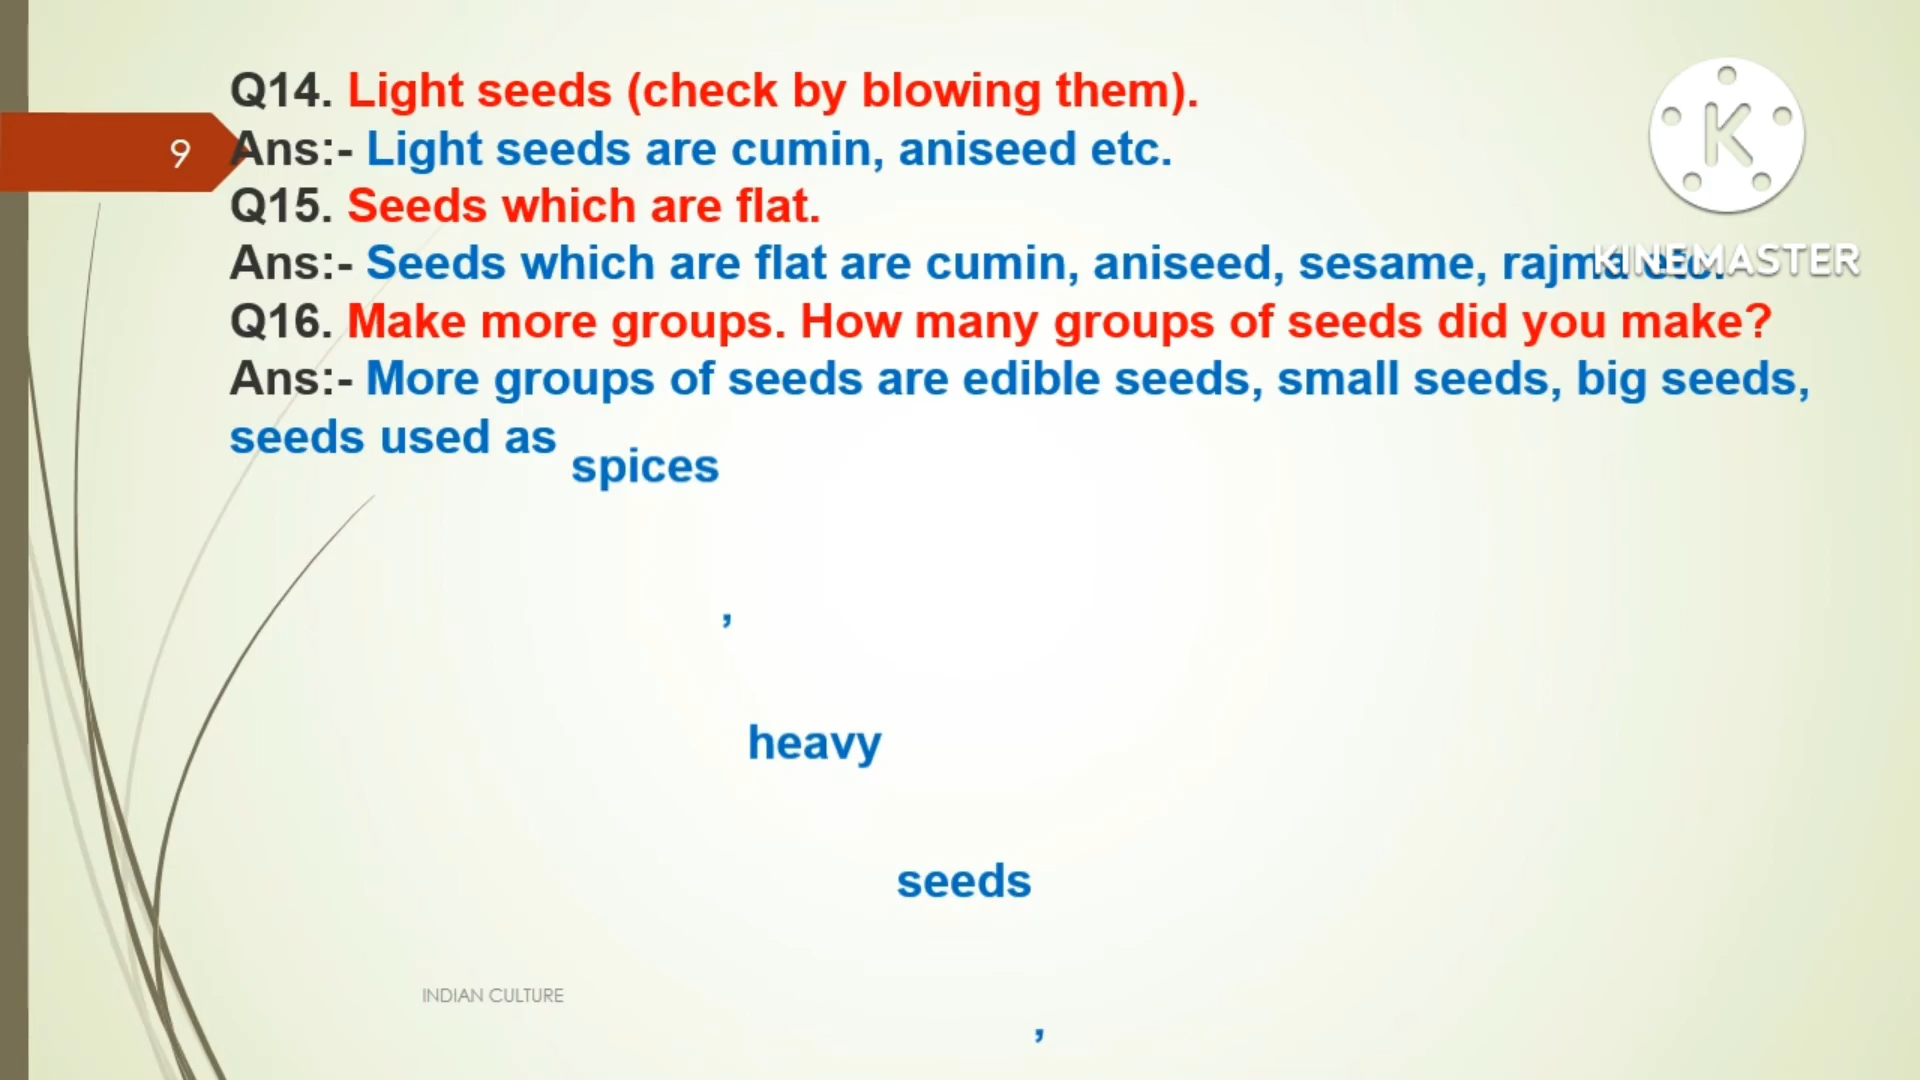 Q14. Light seeds (check by blowing them).
9
Ans:- Light seeds are cumin, aniseed etc.
Q15. Seeds which are flat.
Ans:- Seeds which are flat are cumin, aniseed, sesame, rajma etc.
KINEMASTER
Q16. Make more groups. How many groups of seeds did you make?
Ans:- More groups of seeds are edible seeds, small seeds, big seeds,
seeds used as spices
,
heavy
seeds
INDIAN CULTURE
,